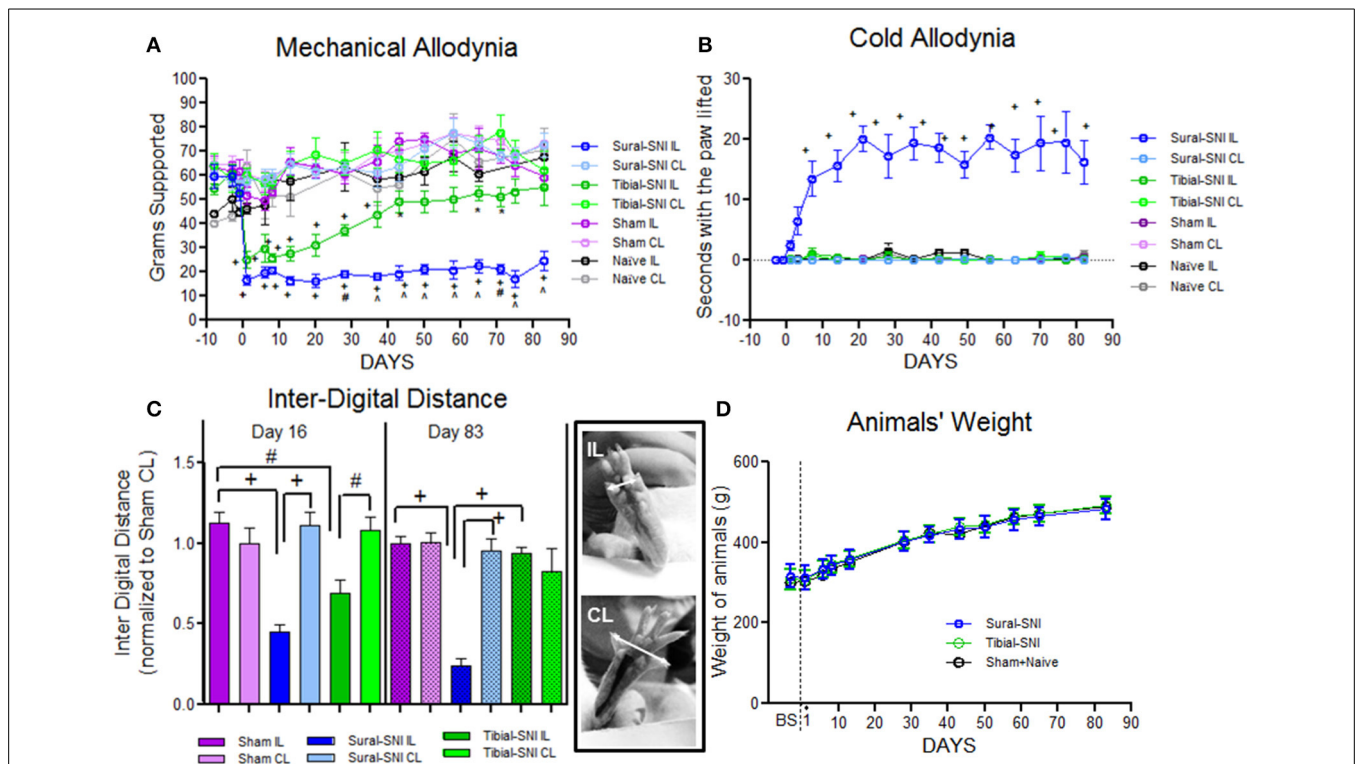 A
Mechanical Allodynia
Grams Suppported
100
90
80
70
60
50
40
30
20
10
0
-10 0 10 20 30 40 50 60 70 80 90
DAYS
+ + + + + + + + * * *
+ + + + + + + + + + + + +
# ^ ^ ^ ^ ^ # ^ ^
Sural-SNI IL
Sural-SNI CL
Tibial-SNI IL
Tibial-SNI CL
Sham IL
Sham CL
Naïve IL
Naïve CL
B
Cold Allodynia
Seconds with the paw lifted
30
20
10
0
-10
-10 0 10 20 30 40 50 60 70 80 90
DAYS
+ + + + + + + + + + + + +
Sural-SNI IL
Sural-SNI CL
Tibial-SNI IL
Tibial-SNI CL
Sham IL
Sham CL
Naïve IL
Naïve CL
C
Inter-Digital Distance
Day 16 Day 83
Inter Digital Distance
(normalized to Sham CL)
1.5
1.0
0.5
0.0
#
+ + #
+ +
+
Sham IL
Sham CL
Sural-SNI IL
Sural-SNI CL
Tibial-SNI IL
Tibial-SNI CL
IL
CL
D
Animals' Weight
Weight of animals (g)
600
400
200
0
BS 1 10 20 30 40 50 60 70 80 90
DAYS
Sural-SNI
Tibial-SNI
Sham+Naive